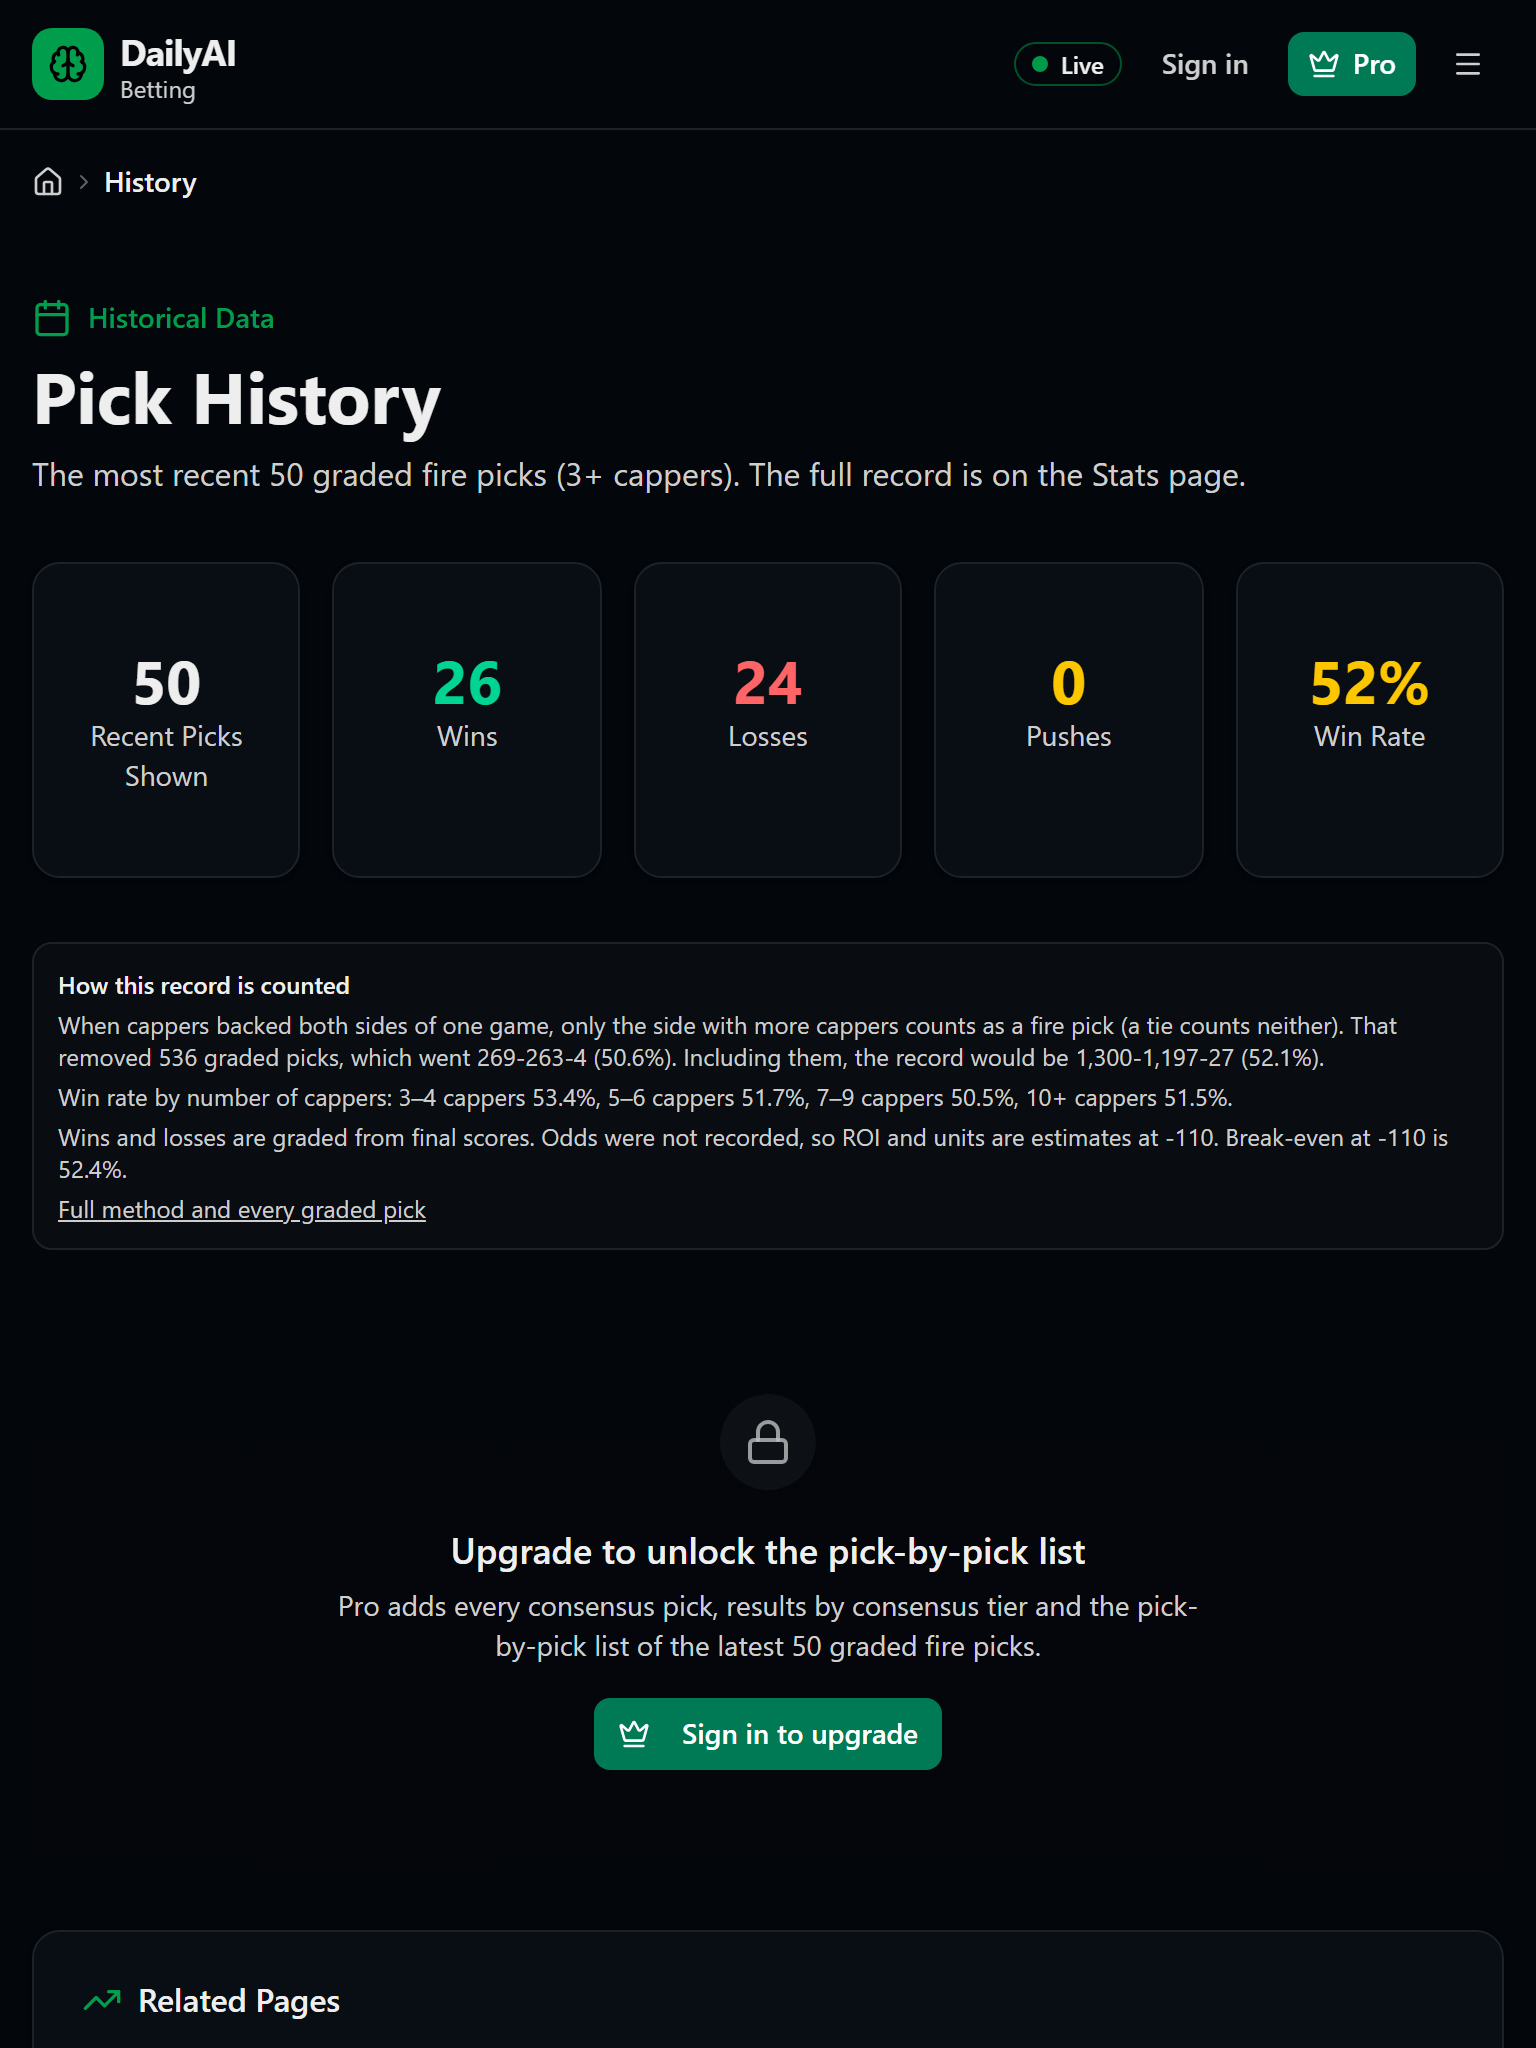 DailyAI
Betting
Live
Sign in
Pro
History
Historical Data
Pick History
The most recent 50 graded fire picks (3+ cappers). The full record is on the Stats page.
50
Recent Picks
Shown
26
Wins
24
Losses
0
Pushes
52%
Win Rate
How this record is counted
When cappers backed both sides of one game, only the side with more cappers counts as a fire pick (a tie counts neither). That
removed 536 graded picks, which went 269-263-4 (50.6%). Including them, the record would be 1,300-1,197-27 (52.1%).
Win rate by number of cappers: 3–4 cappers 53.4%, 5–6 cappers 51.7%, 7–9 cappers 50.5%, 10+ cappers 51.5%.
Wins and losses are graded from final scores. Odds were not recorded, so ROI and units are estimates at -110. Break-even at -110 is
52.4%.
Full method and every graded pick
Upgrade to unlock the pick-by-pick list
Pro adds every consensus pick, results by consensus tier and the pick-
by-pick list of the latest 50 graded fire picks.
Sign in to upgrade
Related Pages